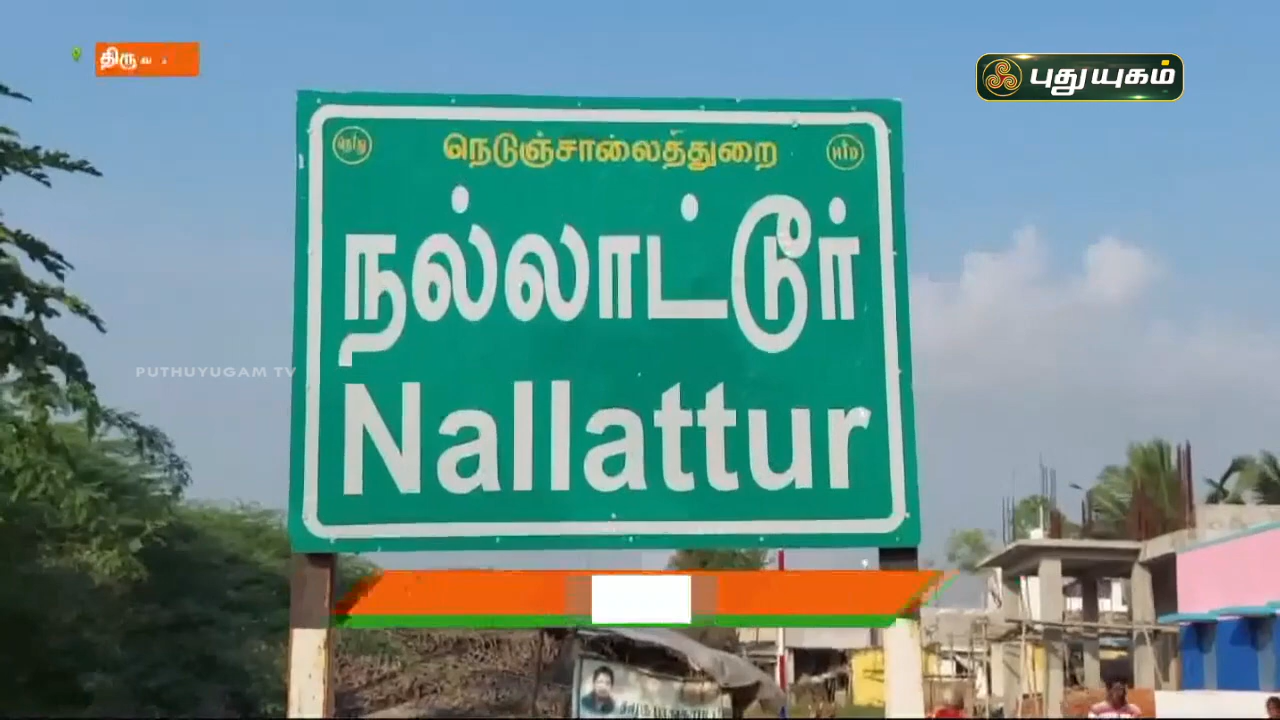 திரு
புதுயுகம்
நெடுஞ்சாலைத்துறை
நல்லாட்டூர்
PUTHUYUGAM TV
Nallattur